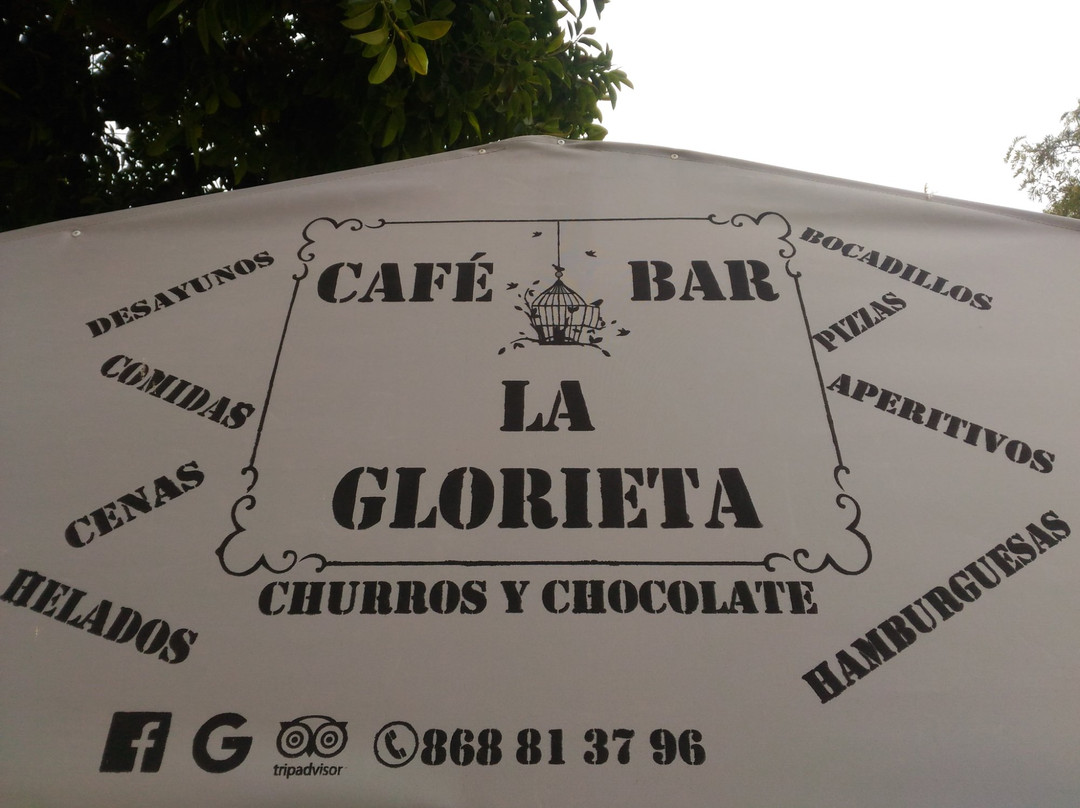 CAFÉ BAR
LA
GLORIETA
CHURROS Y CHOCOLATE
DESAYUNOS
COMIDAS
CENAS
HELADOS
BOCADILLOS
PIZZAS
APERITIVOS
HAMBURGUESAS
f G tripadvisor 868 81 37 96